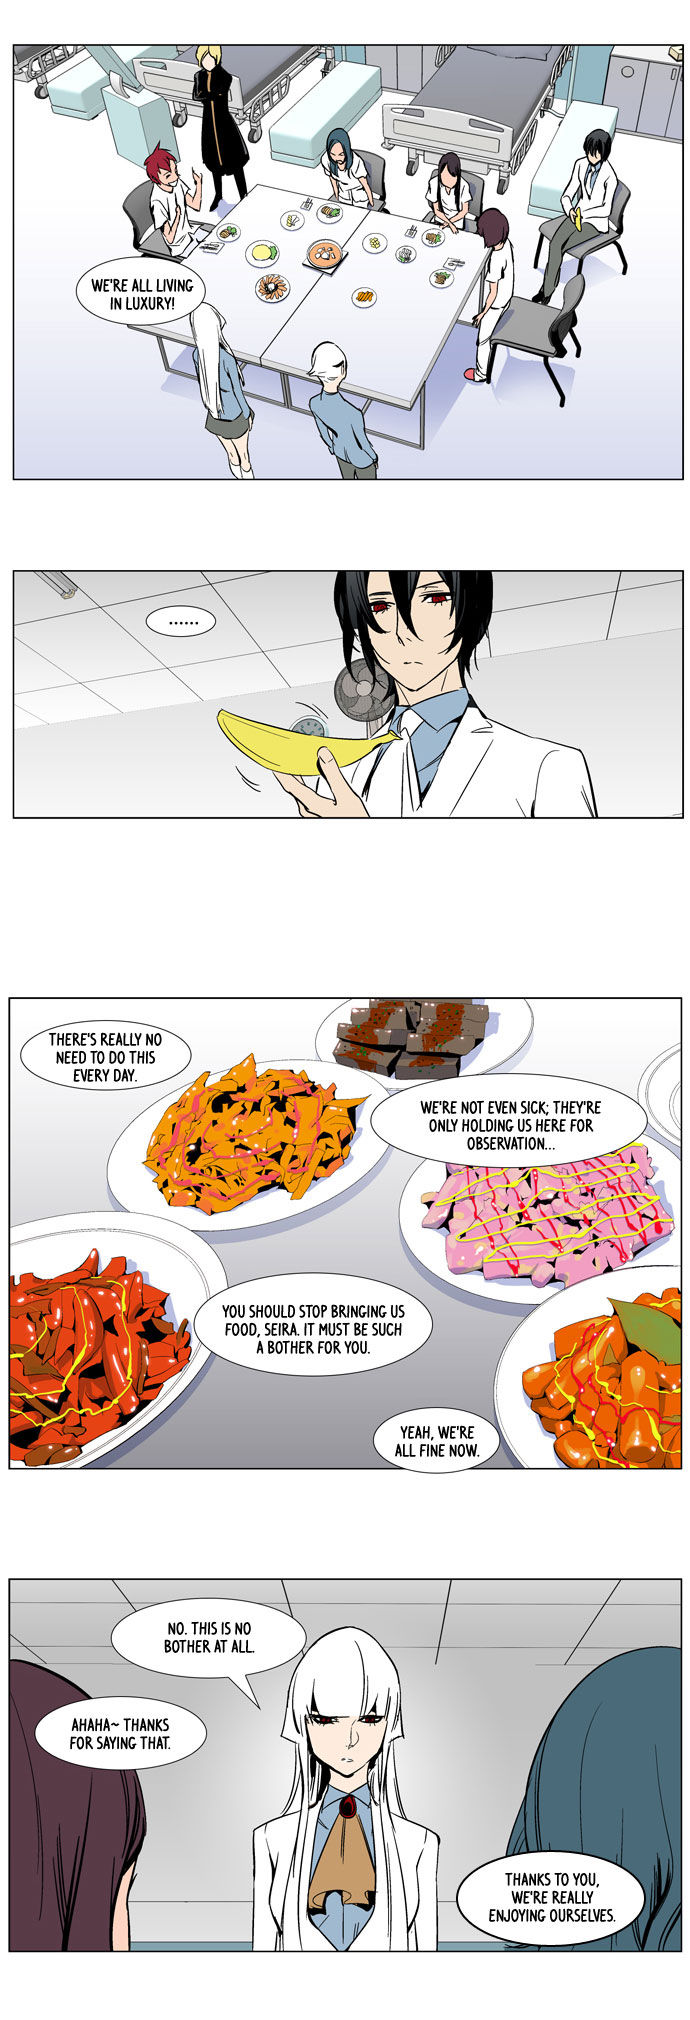 WE'RE ALL LIVING
IN LUXURY!
......
THERE'S REALLY NO
NEED TO DO THIS
EVERY DAY.
WE'RE NOT EVEN SICK; THEY'RE
ONLY HOLDING US HERE FOR
OBSERVATION...
YOU SHOULD STOP BRINGING US
FOOD, SEIRA. IT MUST BE SUCH
A BOTHER FOR YOU.
YEAH, WE'RE
ALL FINE NOW.
NO. THIS IS NO
BOTHER AT ALL.
AHAHA~ THANKS
FOR SAYING THAT.
THANKS TO YOU,
WE'RE REALLY
ENJOYING OURSELVES.